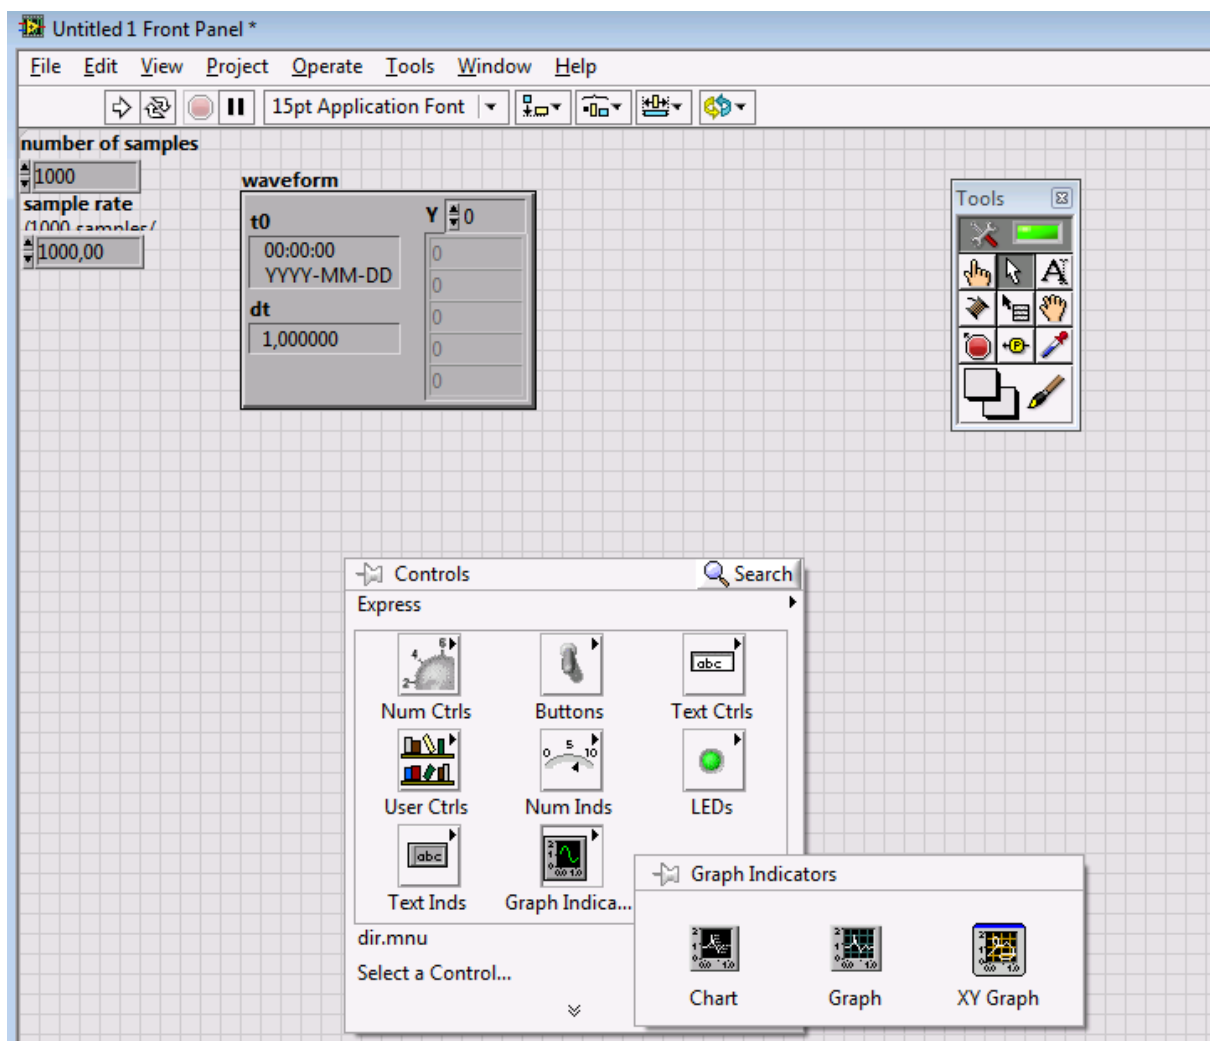 Untitled 1 Front Panel *
File Edit View Project Operate Tools Window Help
15pt Application Font
number of samples
1000
sample rate
(1000 samples/
1000,00
waveform
t0
00:00:00
YYYY-MM-DD
dt
1,000000
Y 0
0
0
0
0
0
Tools
A
P
Controls Search
Express
Num Ctrls Buttons Text Ctrls
User Ctrls Num Inds LEDs
Text Inds Graph Indica...
dir.mnu
Select a Control...
Graph Indicators
Chart Graph XY Graph